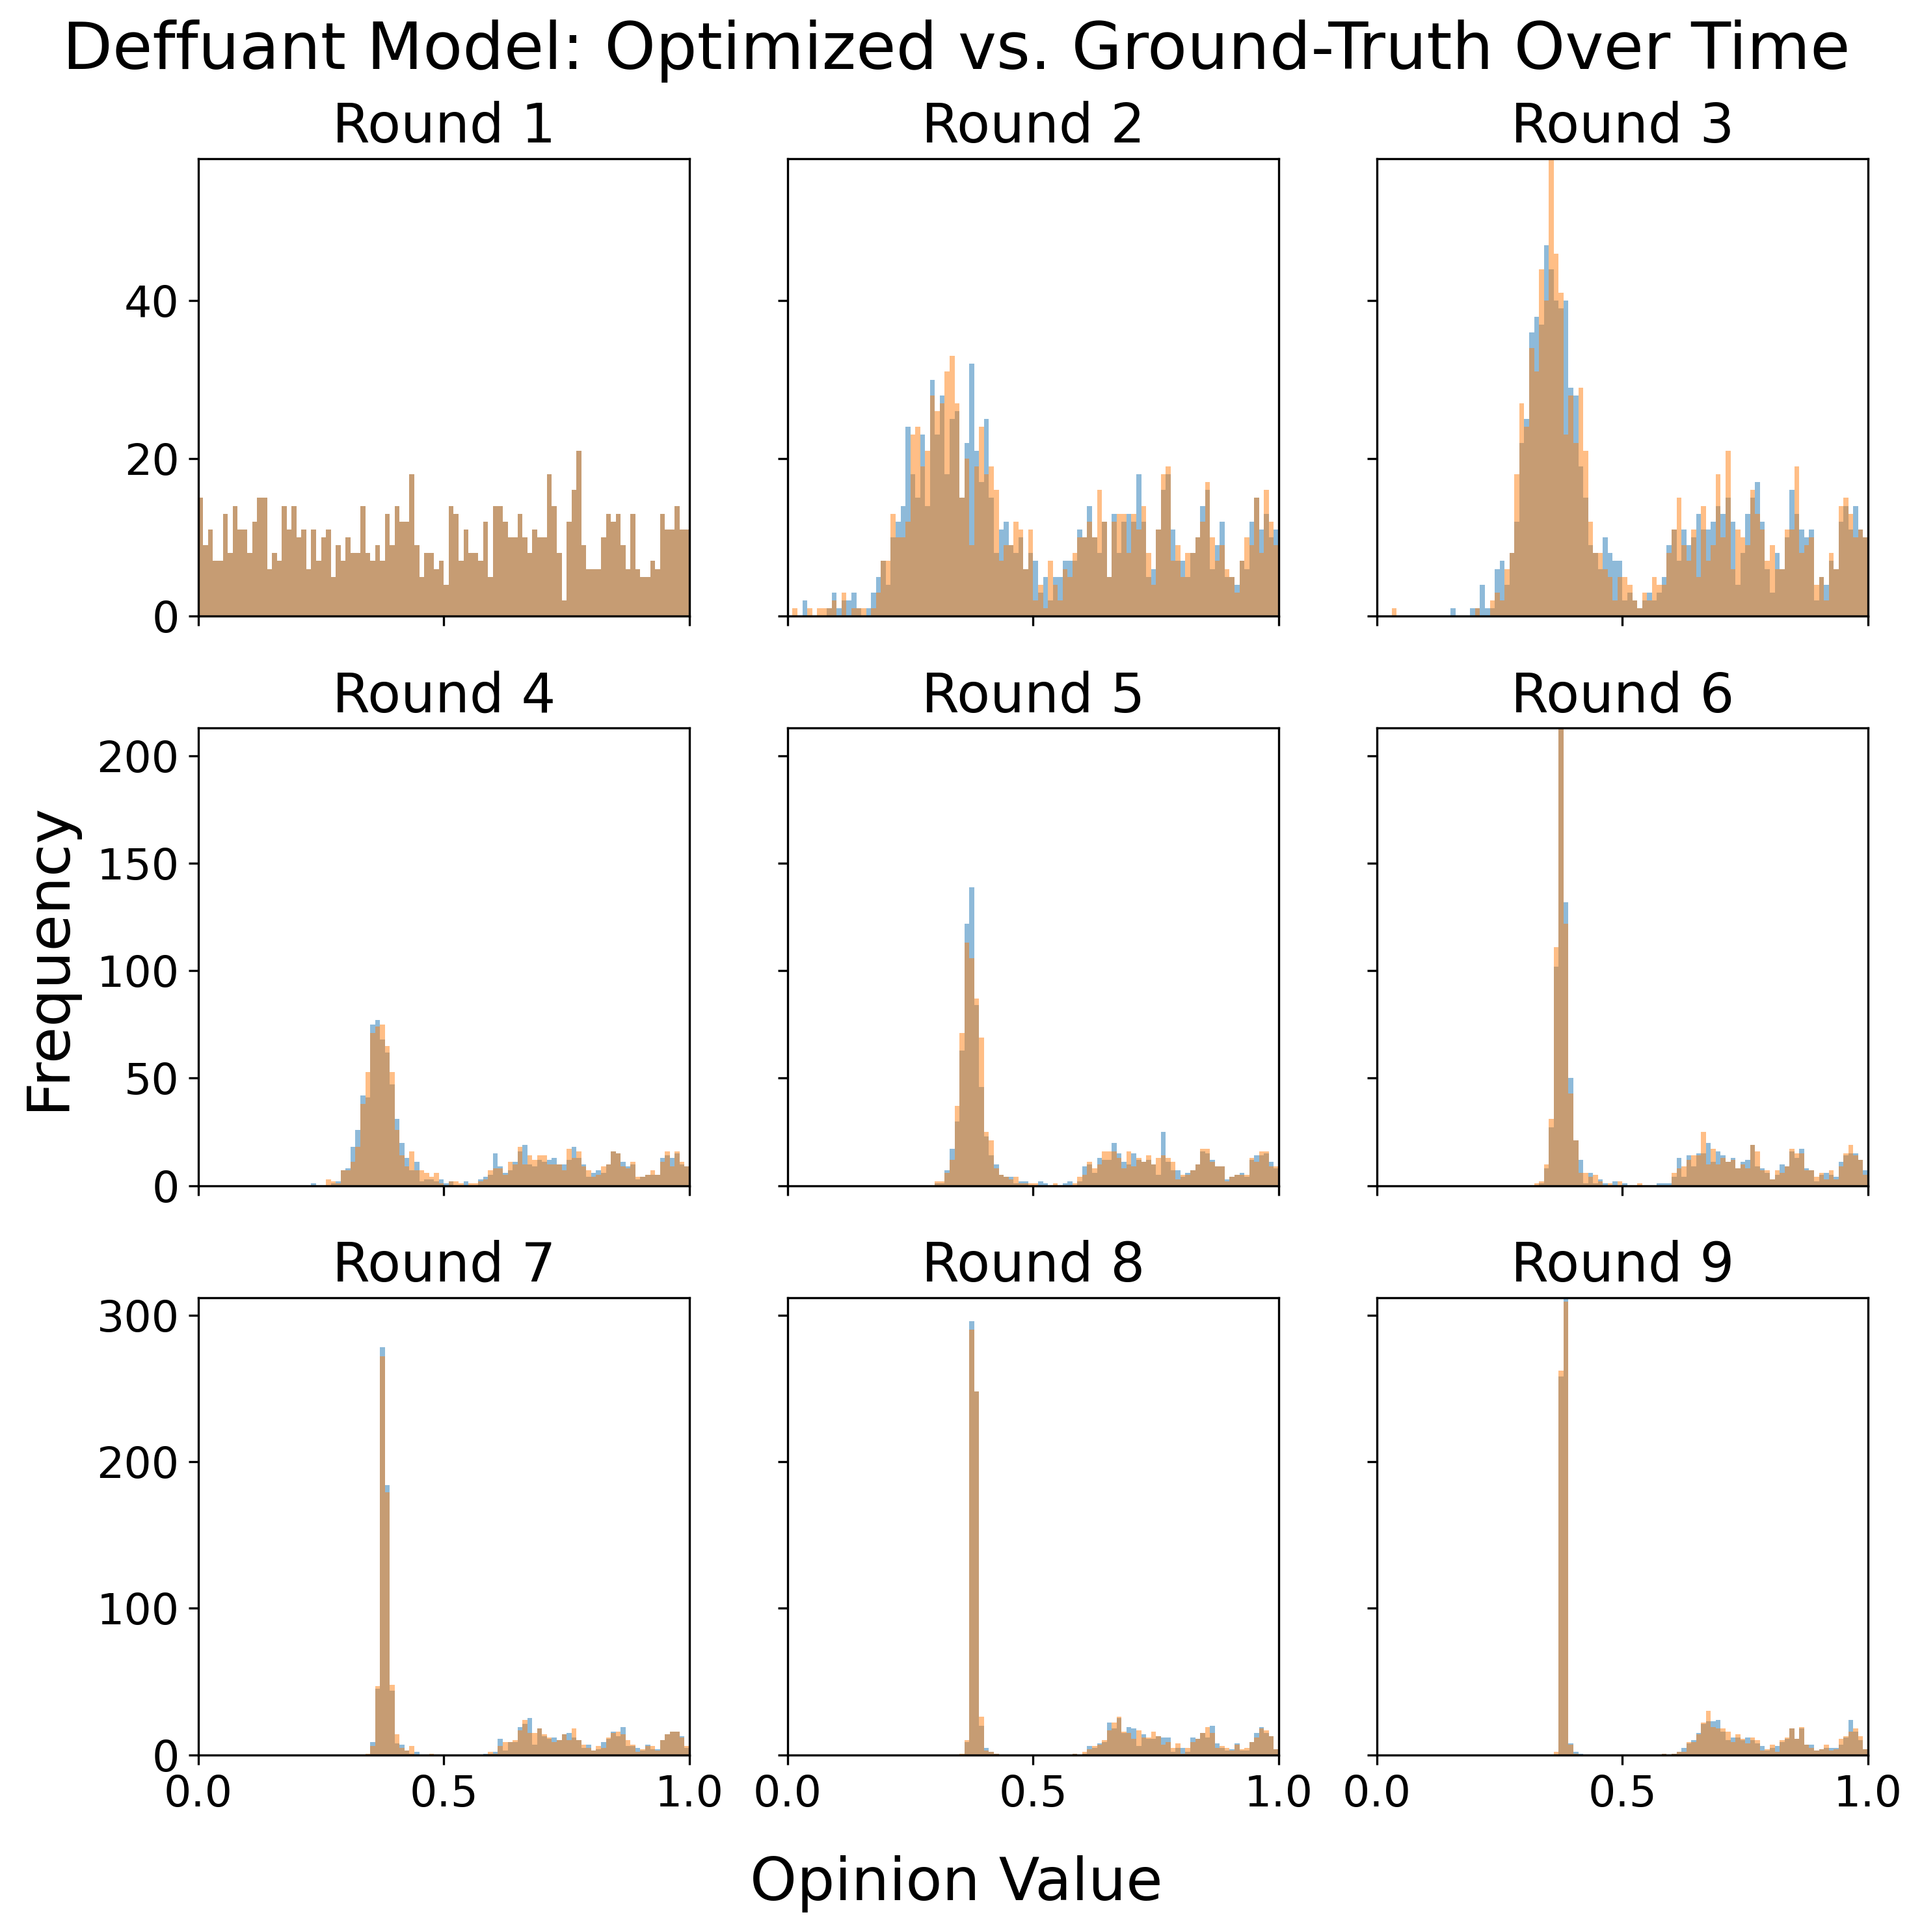 Deffuant Model: Optimized vs. Ground-Truth Over Time
Round 1
Round 2
Round 3
40
20
0
Round 4
Round 5
Round 6
200
150
100
50
0
Frequency
Round 7
Round 8
Round 9
300
200
100
0
0.0 0.5 1.0
0.0 0.5 1.0
0.0 0.5 1.0
Opinion Value